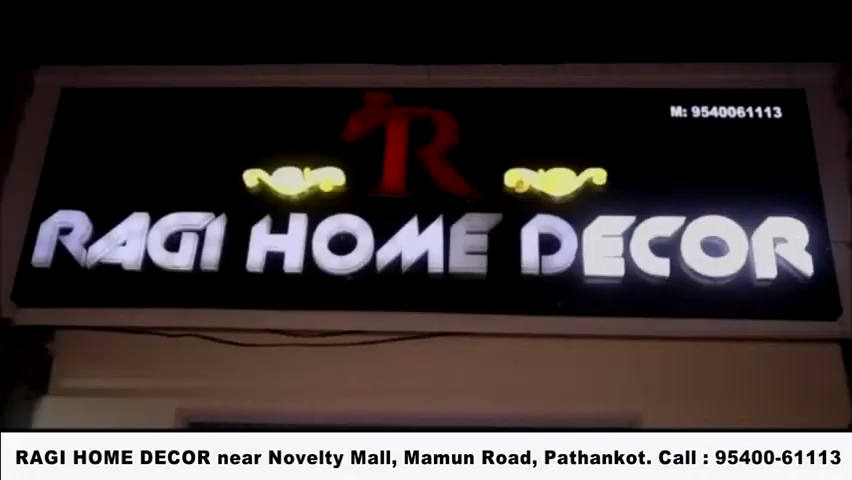 R
M: 9540061113
RAGI HOME DECOR
RAGI HOME DECOR near Novelty Mall, Mamun Road, Pathankot. Call : 95400-61113